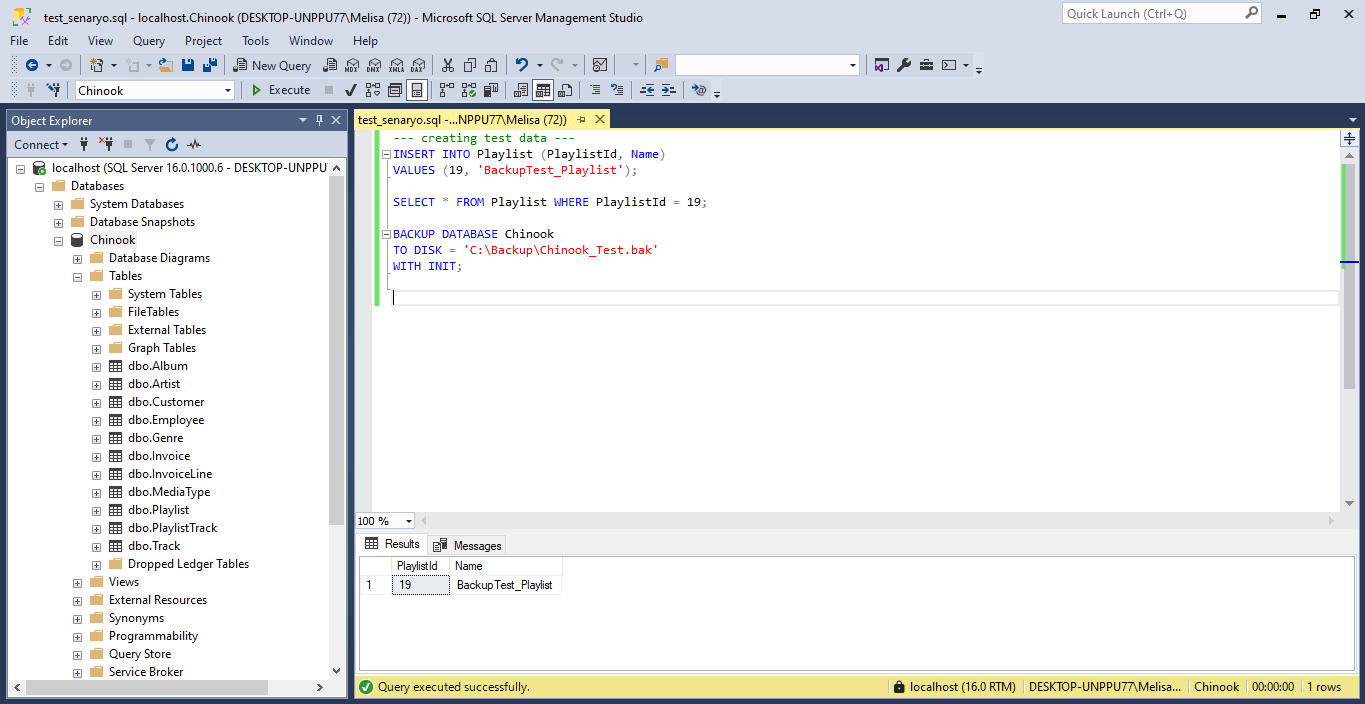 test_senaryo.sql - localhost.Chinook (DESKTOP-UNPPU77\Melisa (72)) - Microsoft SQL Server Management Studio
Quick Launch (Ctrl+Q)
File Edit View Query Project Tools Window Help
New Query MDX DMX XMLA DAX
Chinook Execute
Object Explorer
Connect
localhost (SQL Server 16.0.1000.6 - DESKTOP-UNPPU
Databases
System Databases
Database Snapshots
Chinook
Database Diagrams
Tables
System Tables
FileTables
External Tables
Graph Tables
dbo.Album
dbo.Artist
dbo.Customer
dbo.Employee
dbo.Genre
dbo.Invoice
dbo.InvoiceLine
dbo.MediaType
dbo.Playlist
dbo.PlaylistTrack
dbo.Track
Dropped Ledger Tables
Views
External Resources
Synonyms
Programmability
Query Store
Service Broker
test_senaryo.sql -...NPPU77\Melisa (72))
--- creating test data ---
INSERT INTO Playlist (PlaylistId, Name)
VALUES (19, 'BackupTest_Playlist');
SELECT * FROM Playlist WHERE PlaylistId = 19;
BACKUP DATABASE Chinook
TO DISK = 'C:\Backup\Chinook_Test.bak'
WITH INIT;
100 %
Results Messages
PlaylistId Name
1 19 BackupTest_Playlist
Query executed successfully. localhost (16.0 RTM) DESKTOP-UNPPU77\Melisa... Chinook 00:00:00 1 rows